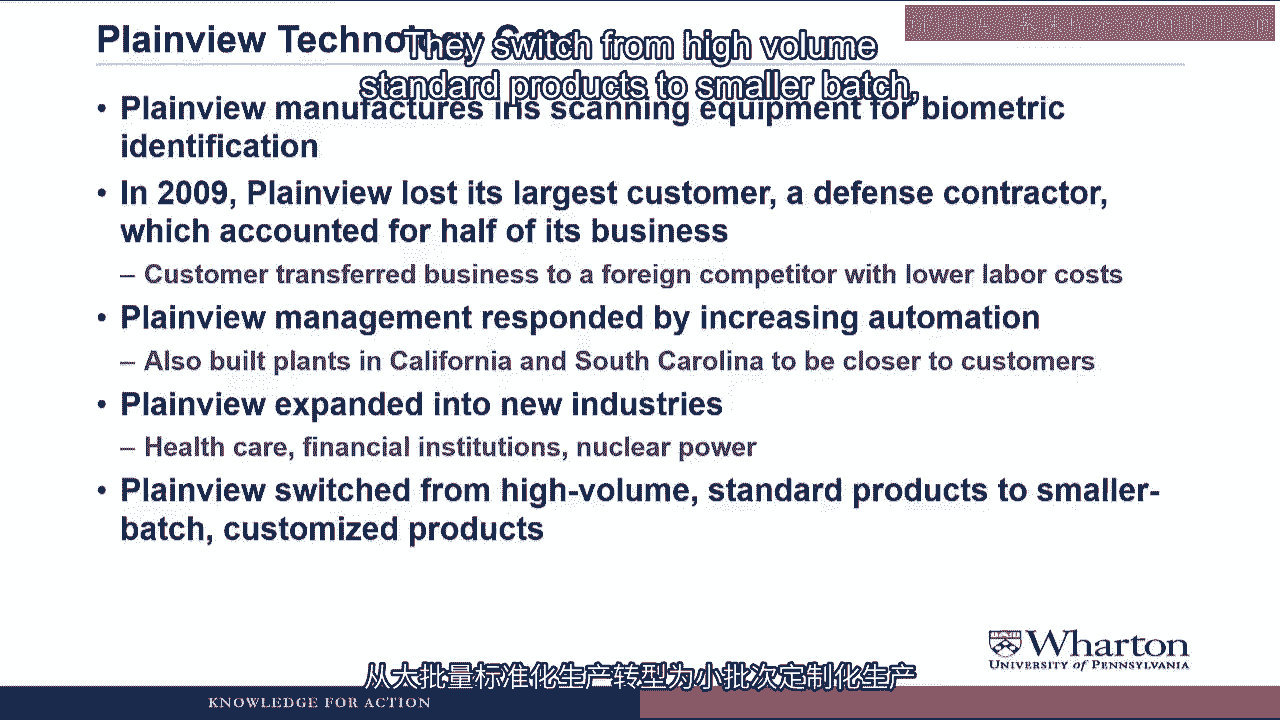 Plainview Technology
They switch from high volume
standard products to smaller batch,
• Plainview manufactures iris scanning equipment for biometric
identification
• In 2009, Plainview lost its largest customer, a defense contractor,
which accounted for half of its business
– Customer transferred business to a foreign competitor with lower labor costs
• Plainview management responded by increasing automation
– Also built plants in California and South Carolina to be closer to customers
• Plainview expanded into new industries
– Health care, financial institutions, nuclear power
• Plainview switched from high-volume, standard products to smaller-
batch, customized products
Wharton
UNIVERSITY of PENNSYLVANIA
从大批量标准化生产转型为小批次定制化生产
KNOWLEDGE FOR ACTION